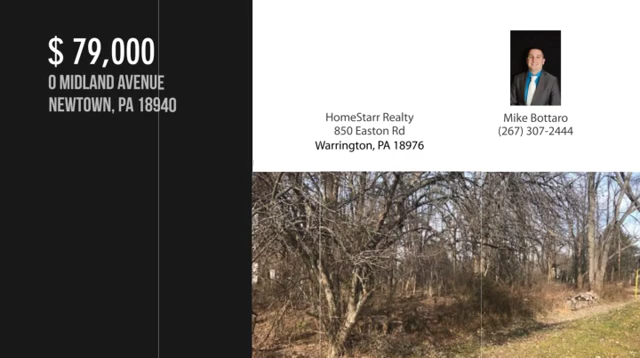 $ 79,000
0 MIDLAND AVENUE
NEWTOWN, PA 18940
HomeStarr Realty
850 Easton Rd
Warrington, PA 18976
Mike Bottaro
(267) 307-2444